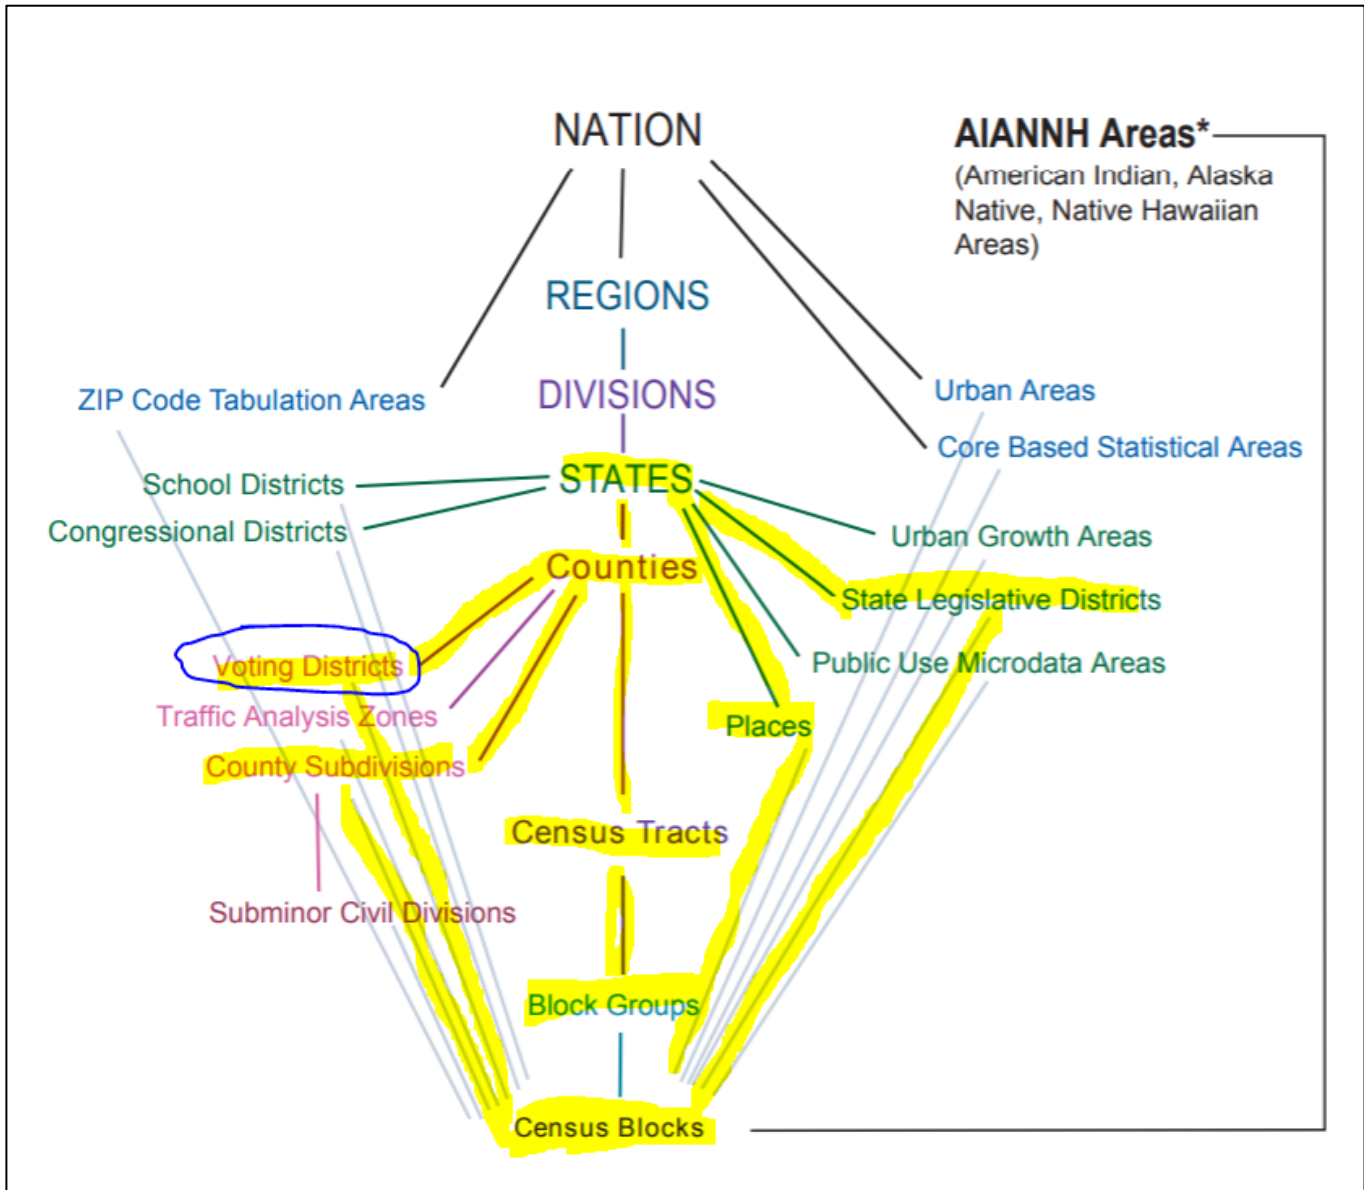 NATION
AIANNH Areas*
(American Indian, Alaska
Native, Native Hawaiian
Areas)
REGIONS
DIVISIONS
ZIP Code Tabulation Areas
Urban Areas
Core Based Statistical Areas
STATES
School Districts
Congressional Districts
Urban Growth Areas
Counties
State Legislative Districts
Voting Districts
Public Use Microdata Areas
Traffic Analysis Zones
Places
County Subdivisions
Census Tracts
Subminor Civil Divisions
Block Groups
Census Blocks